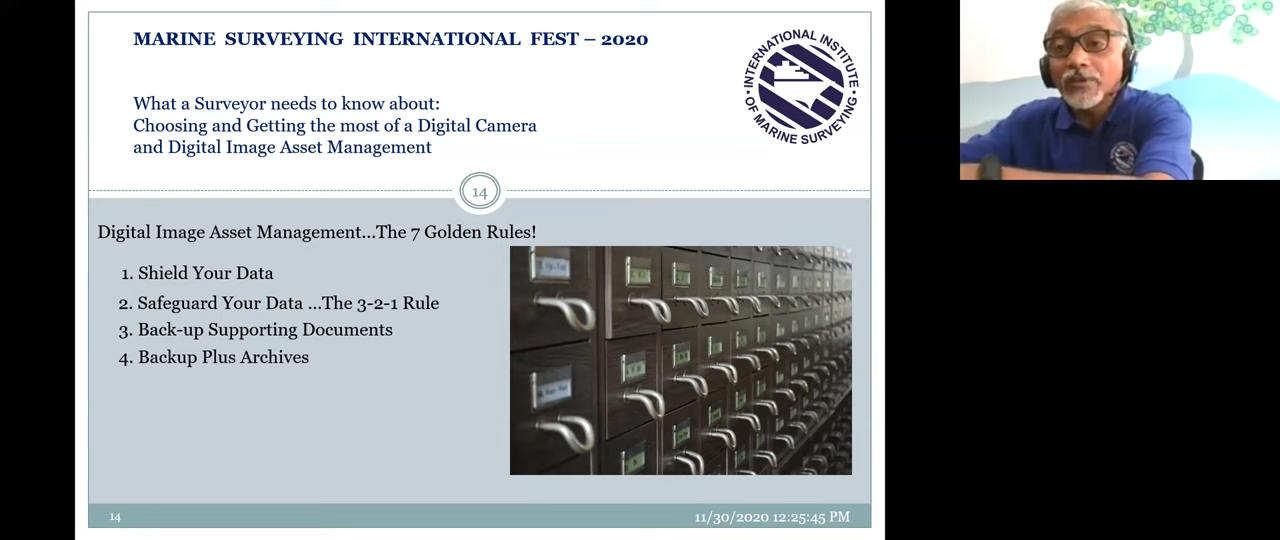 MARINE SURVEYING INTERNATIONAL FEST – 2020
INTERNATIONAL INSTITUTE
• OF MARINE SURVEYING •
What a Surveyor needs to know about:
Choosing and Getting the most of a Digital Camera
and Digital Image Asset Management
14
Digital Image Asset Management...The 7 Golden Rules!
1. Shield Your Data
2. Safeguard Your Data ...The 3-2-1 Rule
3. Back-up Supporting Documents
4. Backup Plus Archives
14
11/30/2020 12:25:45 PM